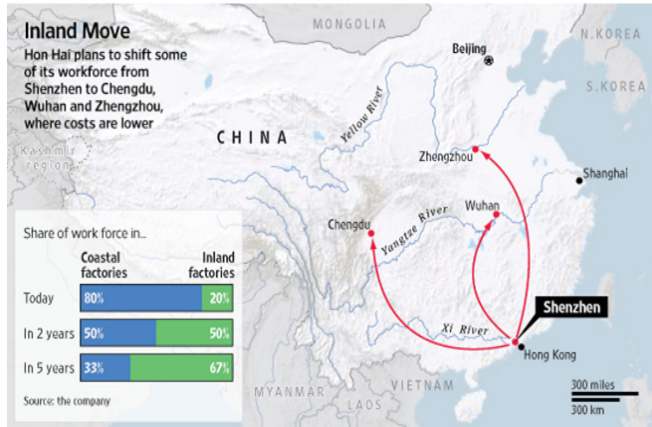 Inland Move
Hon Hai plans to shift some
of its workforce from
Shenzhen to Chengdu,
Wuhan and Zhengzhou,
where costs are lower
MONGOLIA
N. KOREA
S. KOREA
Beijing
Yellow River
CHINA
Kashmir
region
Zhengzhou
Shanghai
Wuhan
Chengdu
Yangtze River
Xi River
Shenzhen
Hong Kong
VIETNAM
MYANMAR
LAOS
300 miles
300 km
Share of work force in...
Coastal
factories
Inland
factories
Today 80% 20%
In 2 years 50% 50%
In 5 years 33% 67%
Source: the company